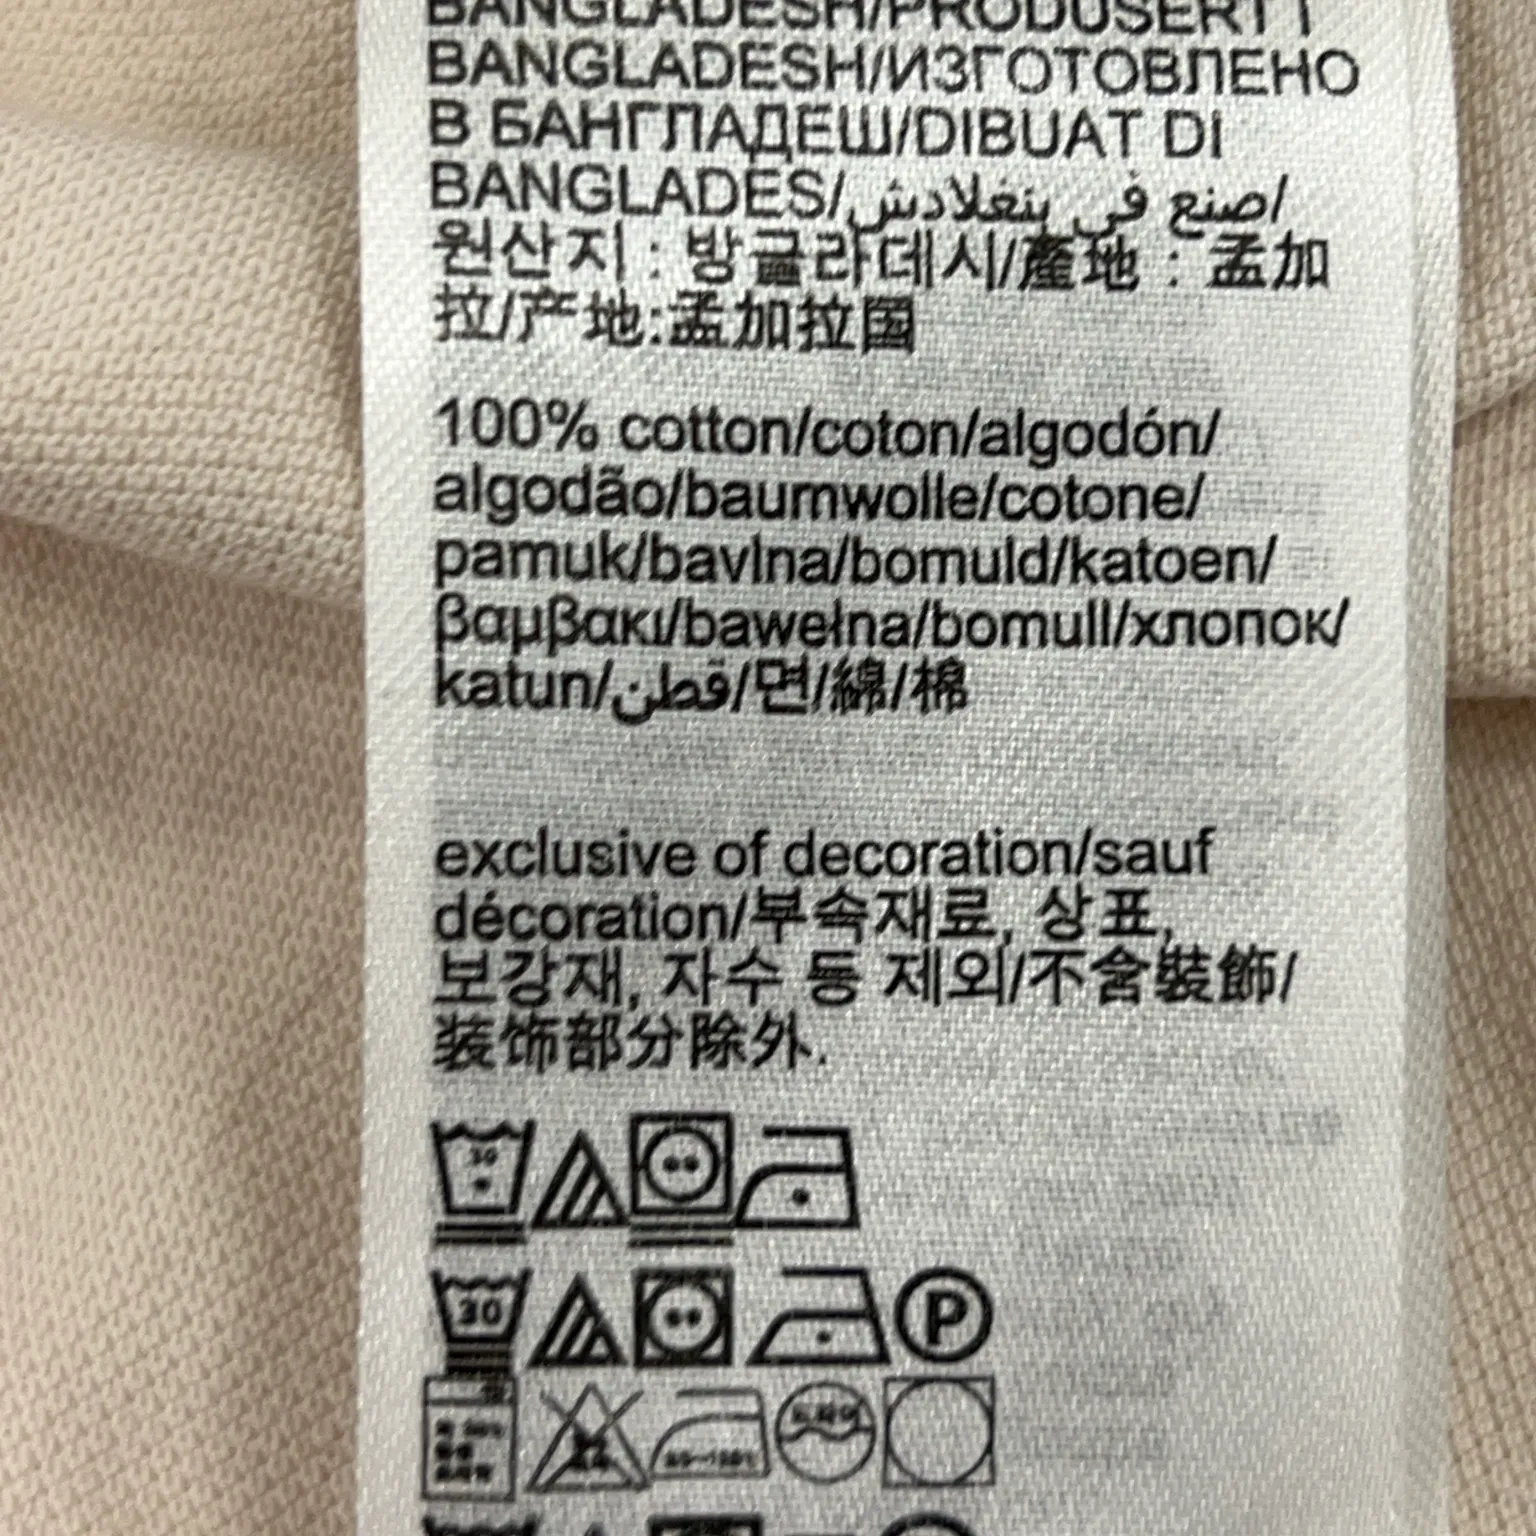 BANGLADESH/PRODUSERT I
BANGLADESH/ИЗГОТОВЛЕНО
В БАНГЛАДЕШ/DIBUAT DI
BANGLADES/صنع في بنغلادش/
원산지 : 방글라데시/產地 : 孟加
拉/产地:孟加拉国
100% cotton/coton/algodón/
algodão/baumwolle/cotone/
pamuk/bavlna/bomuld/katoen/
βαμβακι/bawełna/bomull/хлопок/
katun/قطن/면/綿/棉
exclusive of decoration/sauf
décoration/부속재료, 상표,
보강재, 자수 등 제외/不含裝飾/
装饰部分除外.
30
30 P